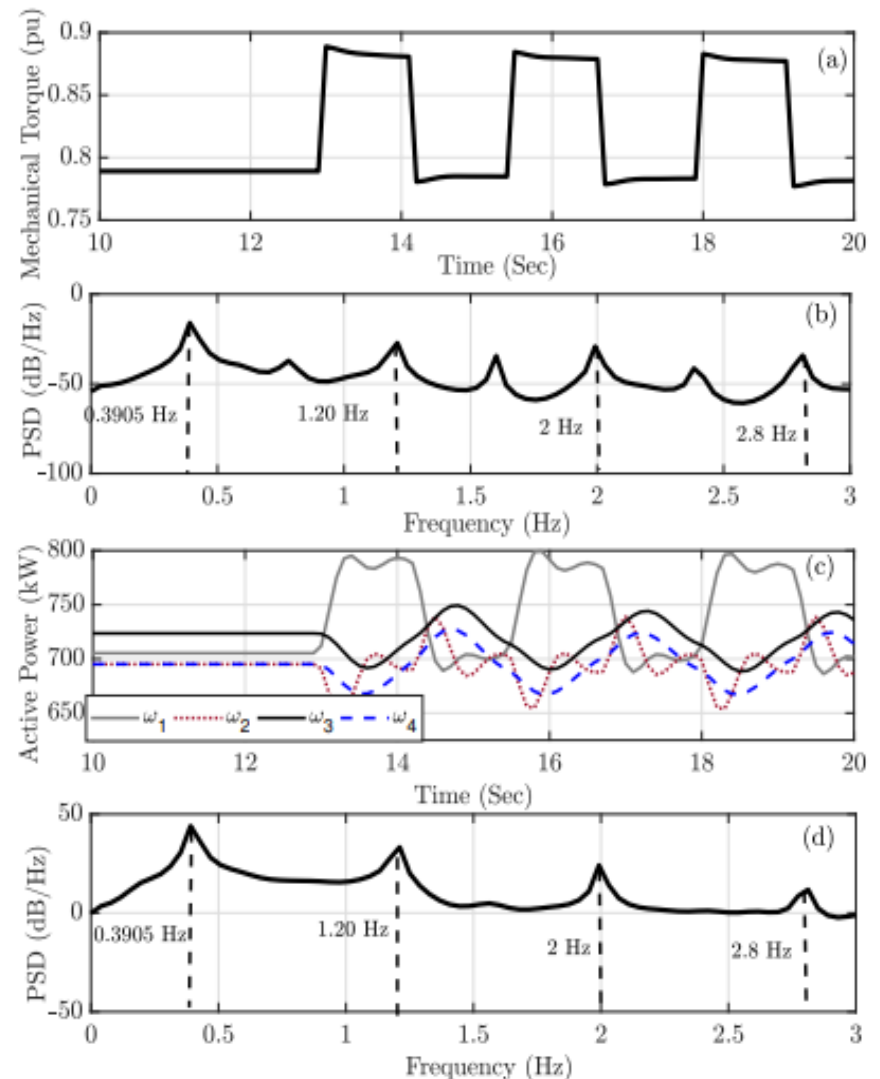 Mechanical Torque (pu)
0.9
0.85
0.8
0.75
(a)
10 12 14 16 18 20
Time (Sec)
PSD (dB/Hz)
0
-50
-100
(b)
0.3905 Hz
1.20 Hz
2 Hz
2.8 Hz
0 0.5 1 1.5 2 2.5 3
Frequency (Hz)
Active Power (kW)
800
750
700
650
(c)
ω1 ω2 ω3 ω4
10 12 14 16 18 20
Time (Sec)
PSD (dB/Hz)
50
0
-50
(d)
0.3905 Hz
1.20 Hz
2 Hz
2.8 Hz
0 0.5 1 1.5 2 2.5 3
Frequency (Hz)